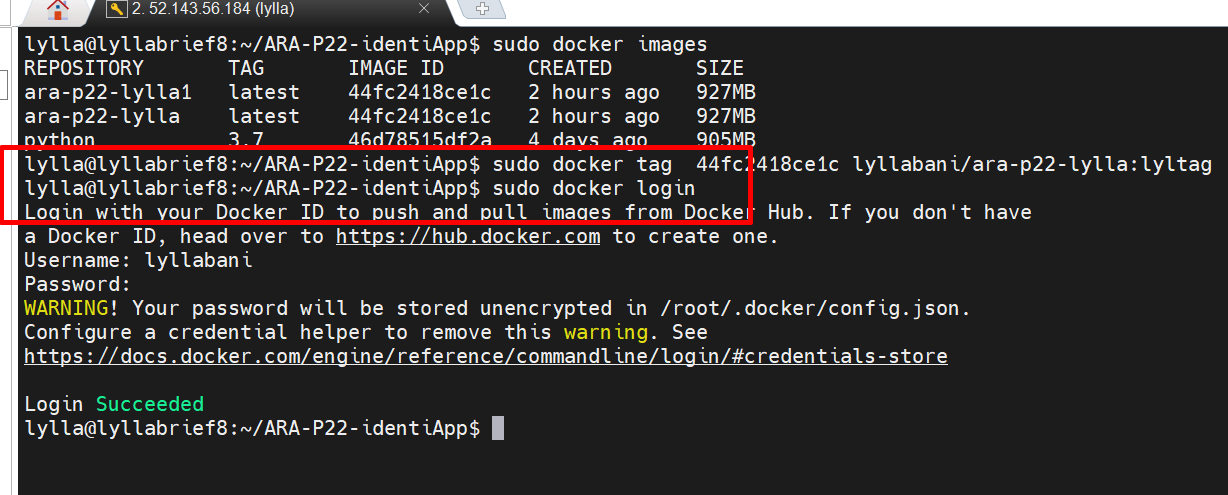 2. 52.143.56.184 (lylla)
lylla@lyllabrief8:~/ARA-P22-identiApp$ sudo docker images
REPOSITORY TAG IMAGE ID CREATED SIZE
ara-p22-lylla1 latest 44fc2418ce1c 2 hours ago 927MB
ara-p22-lylla latest 44fc2418ce1c 2 hours ago 927MB
python 3.7 46d78515df2a 4 days ago 905MB
lylla@lyllabrief8:~/ARA-P22-identiApp$ sudo docker tag 44fc2418ce1c lyllabani/ara-p22-lylla:lyltag
lylla@lyllabrief8:~/ARA-P22-identiApp$ sudo docker login
Login with your Docker ID to push and pull images from Docker Hub. If you don't have
a Docker ID, head over to https://hub.docker.com to create one.
Username: lyllabani
Password:
WARNING! Your password will be stored unencrypted in /root/.docker/config.json.
Configure a credential helper to remove this warning. See
https://docs.docker.com/engine/reference/commandline/login/#credentials-store
Login Succeeded
lylla@lyllabrief8:~/ARA-P22-identiApp$